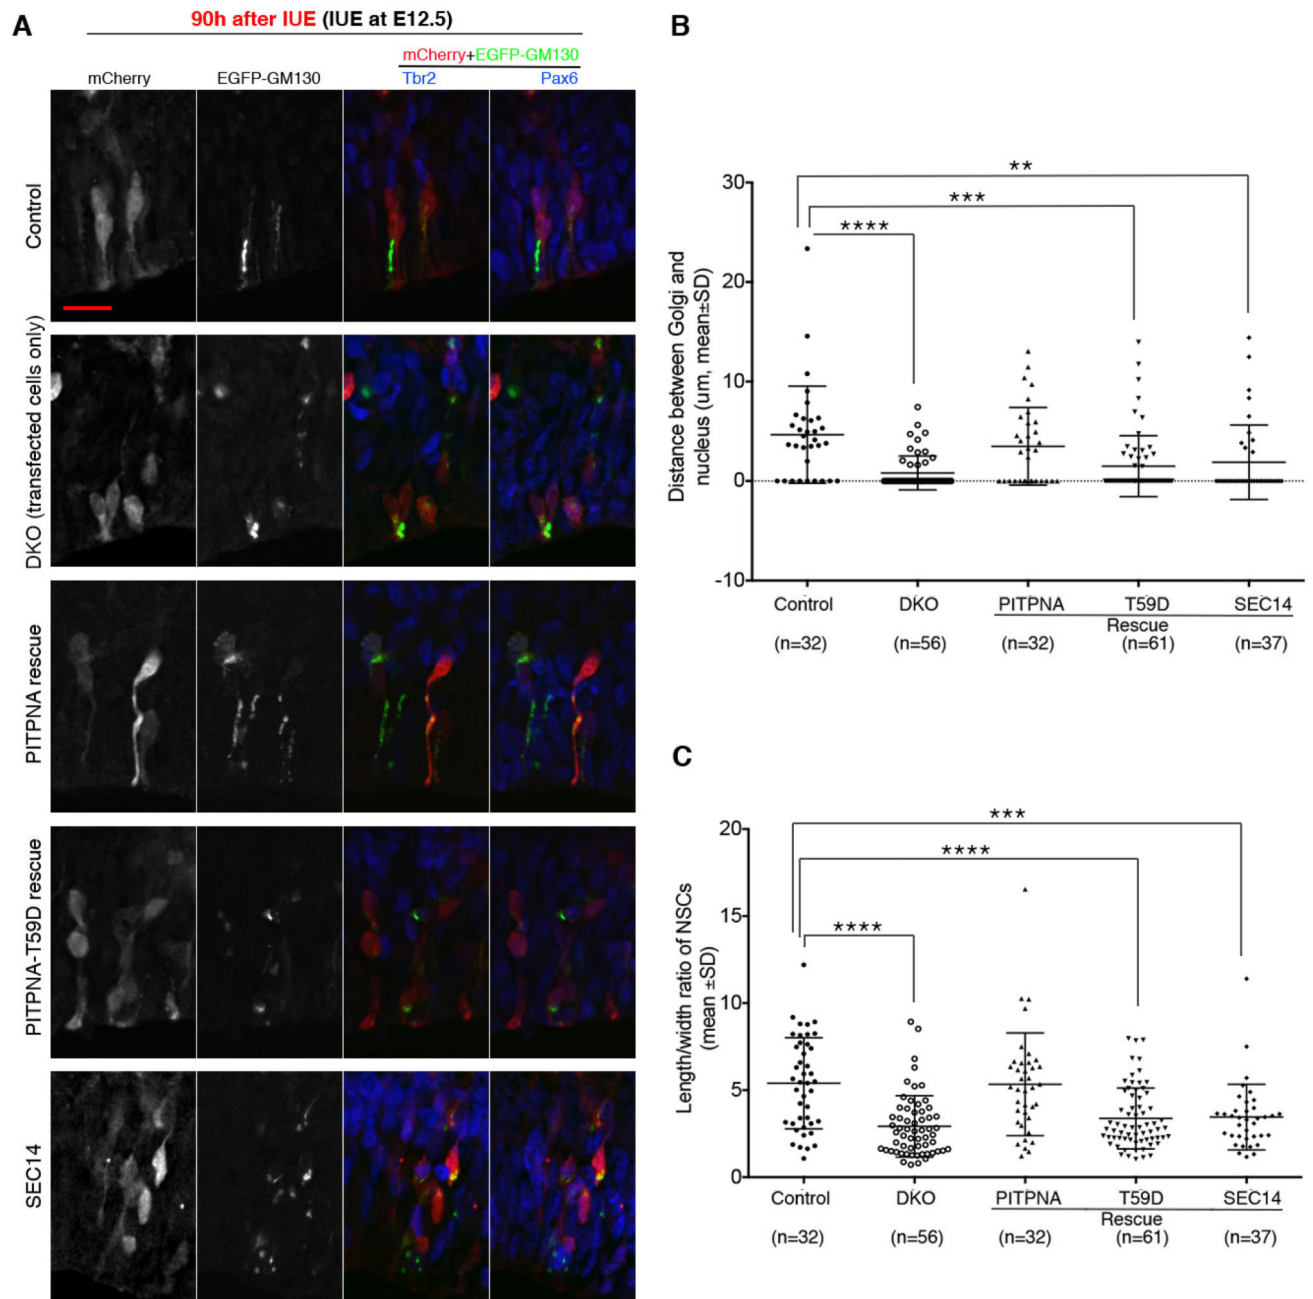 A
90h after IUE (IUE at E12.5)
mCherry+EGFP-GM130
mCherry
EGFP-GM130
Tbr2
Pax6
Control
DKO (transfected cells only)
PITPNA rescue
PITPNA-T59D rescue
SEC14
B
**
***
****
30
20
10
0
-10
Distance between Golgi and
nucleus (um, mean±SD)
Control
DKO
PITPNA
T59D
SEC14
Rescue
(n=32)
(n=56)
(n=32)
(n=61)
(n=37)
C
***
****
****
20
15
10
5
0
Length/width ratio of NSCs
(mean ±SD)
Control
DKO
PITPNA
T59D
SEC14
Rescue
(n=32)
(n=56)
(n=32)
(n=61)
(n=37)